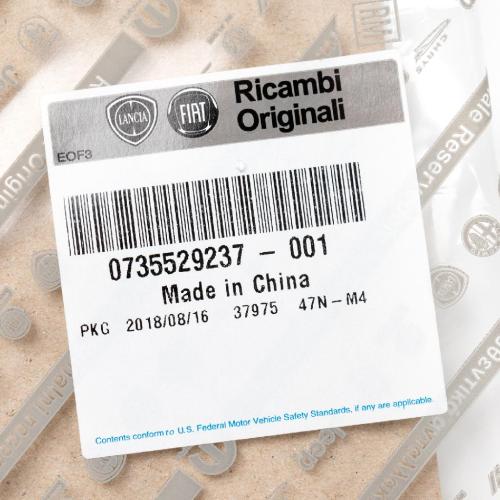 LANCIA
FIAT
Ricambi
Originali
EOF3
0735529237 - 001
Made in China
PKG 2018/08/16 37975 47N-M4
Contents conform to U.S. Federal Motor Vehicle Safety Standards, if any are applicable.
Jeep